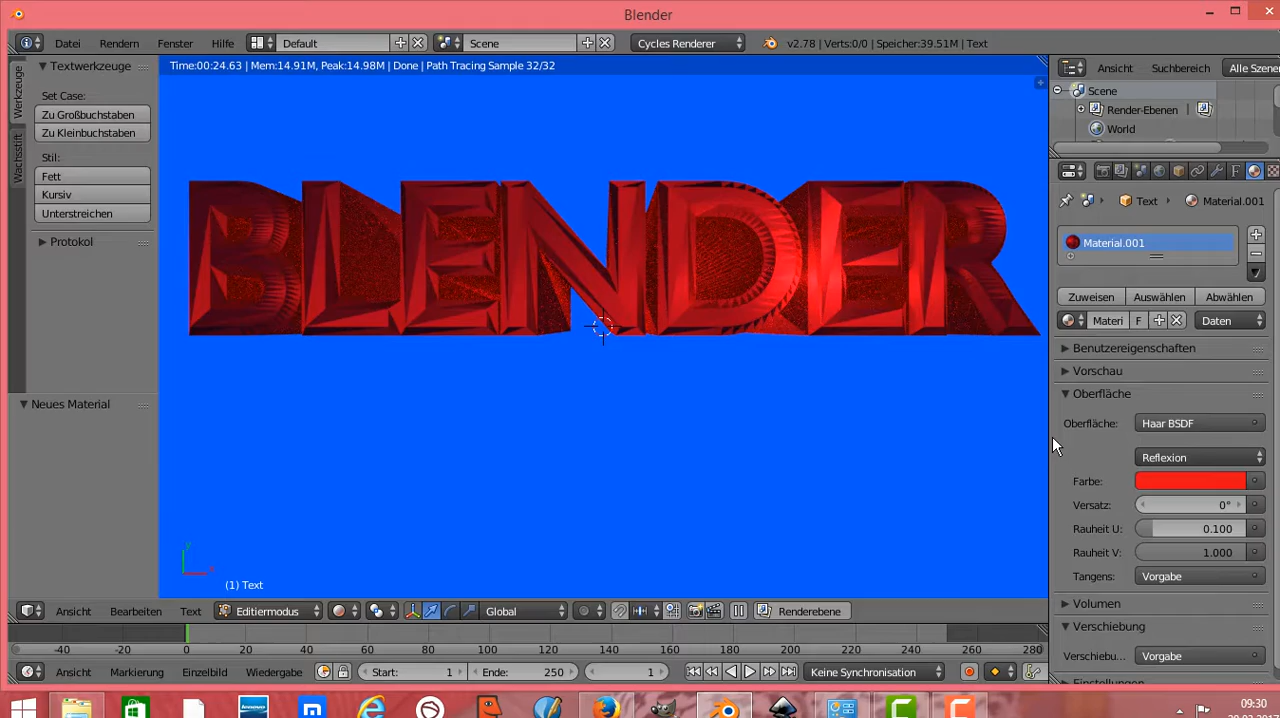 Blender
Datei Rendern Fenster Hilfe Default Scene Cycles Renderer v2.78 | Verts:0/0 | Speicher:39.51M | Text
Time:00:24.63 | Mem:14.91M, Peak:14.98M | Done | Path Tracing Sample 32/32
Werkzeuge
Wachsstift
Textwerkzeuge
Set Case:
Zu Großbuchstaben
Zu Kleinbuchstaben
Stil:
Fett
Kursiv
Unterstreichen
Protokol
Neues Material
BLENDER
y
x
(1) Text
Ansicht Suchbereich Alle Szenen
Scene
Render-Ebenen
World
F
Text Material.001
Material.001
Zuweisen Auswählen Abwählen
Materi F Daten
Benutzereigenschaften
Vorschau
Oberfläche
Oberfläche: Haar BSDF
Reflexion
Farbe:
Versatz: 0°
Rauheit U: 0.100
Rauheit V: 1.000
Tangens: Vorgabe
Volumen
Verschiebung
Verschiebu... Vorgabe
Einstellungen
Ansicht Bearbeiten Text Editiermodus Global Renderebene
-40 -20 0 20 40 60 80 100 120 140 160 180 200 220 240 260 280
Ansicht Markierung Einzelbild Wiedergabe Start: 1 Ende: 250 1 Keine Synchronisation
lenovo
09:30